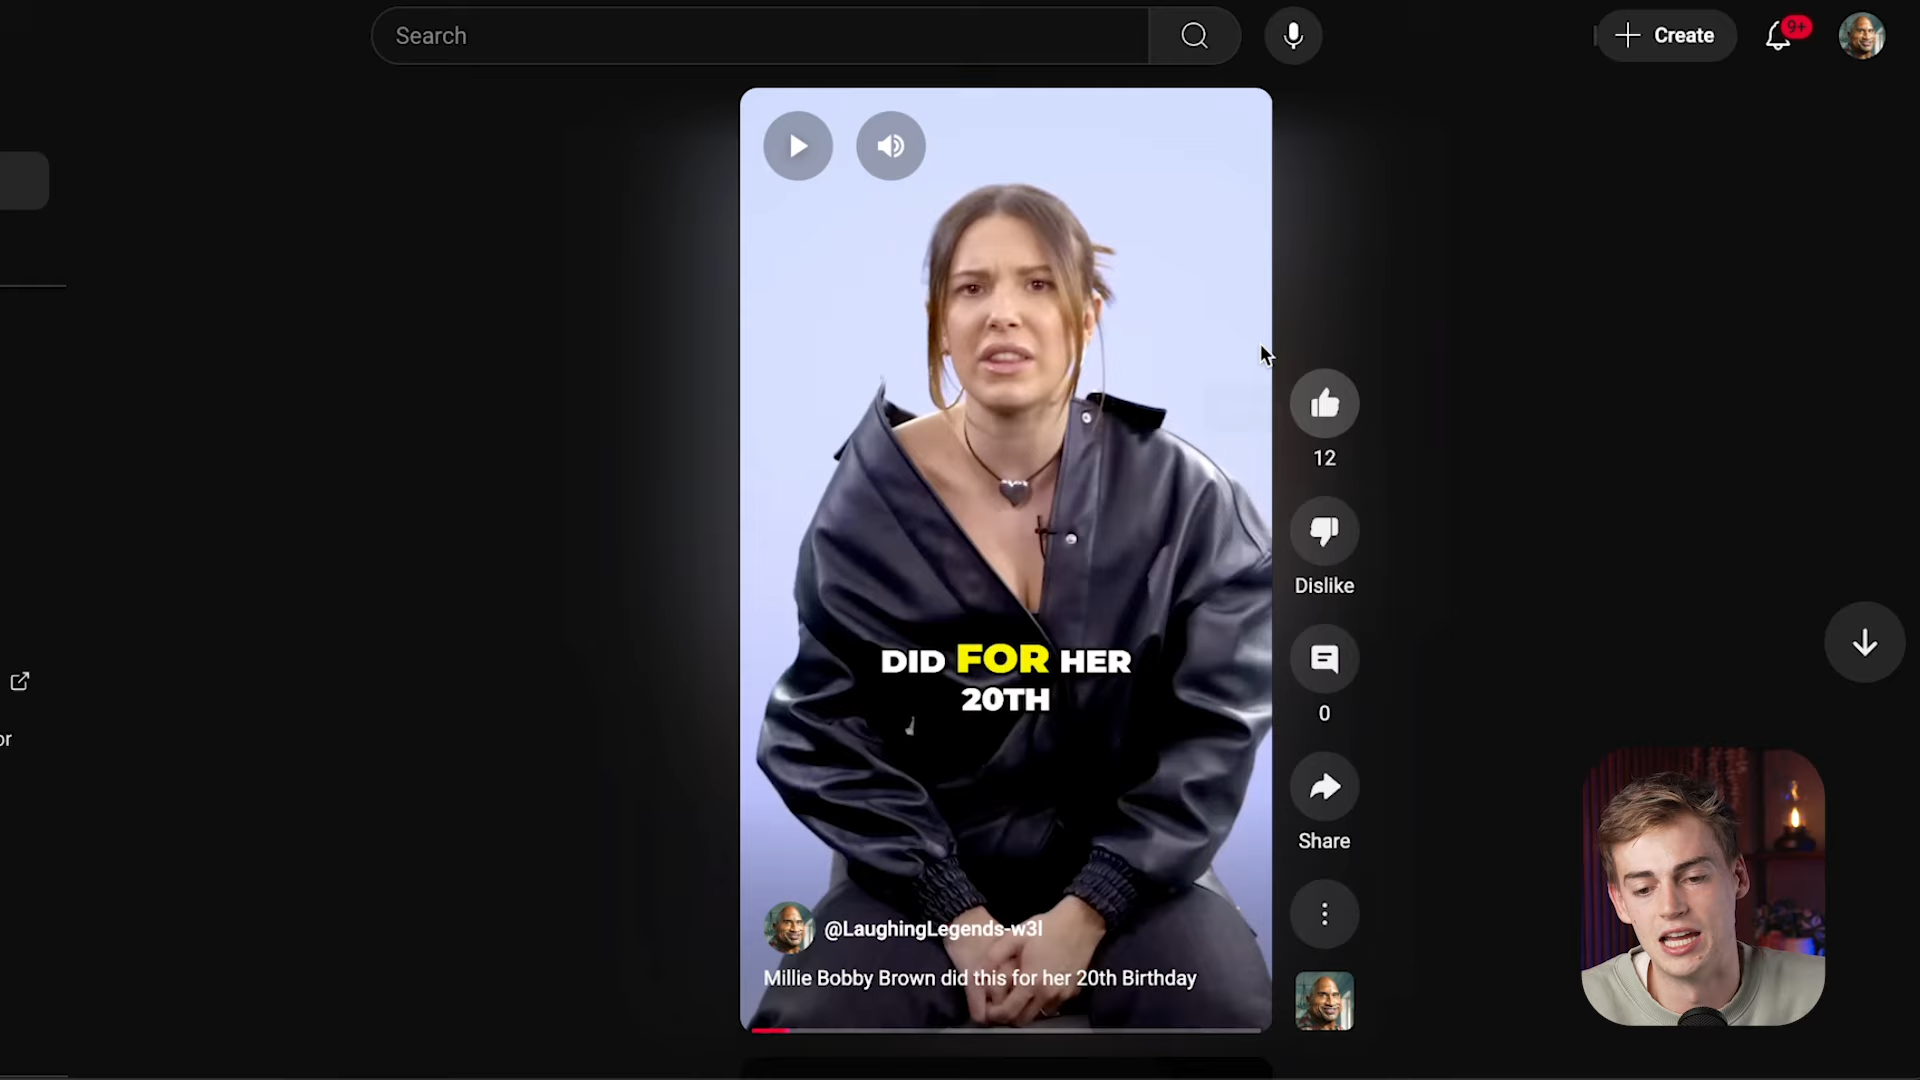 Search
Create
9+
12
Dislike
0
Share
or
DID FOR HER
20TH
@LaughingLegends-w3l
Millie Bobby Brown did this for her 20th Birthday